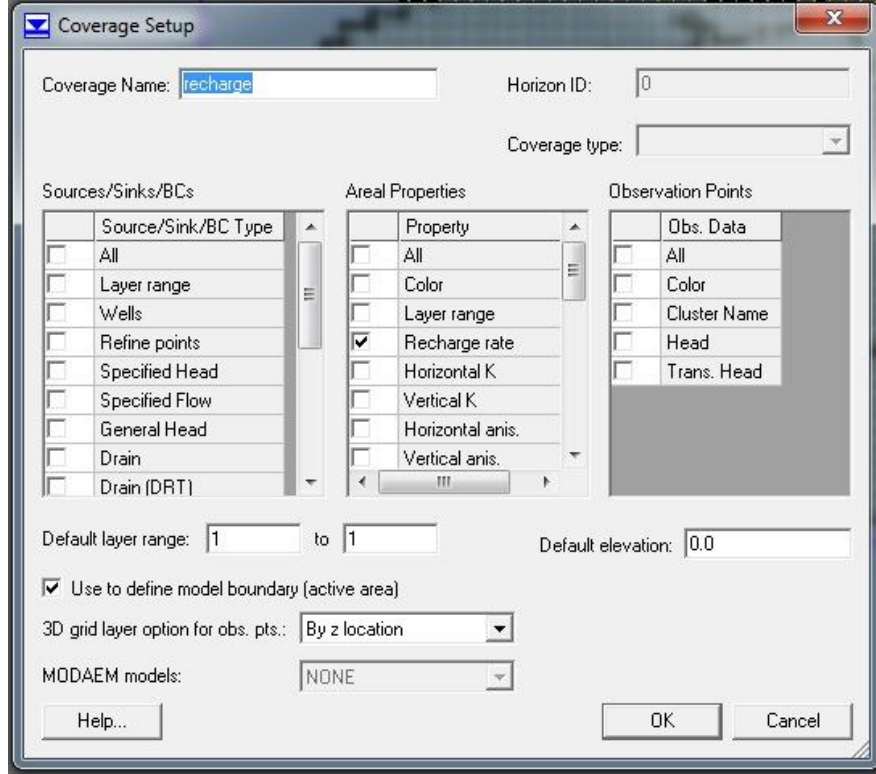 Coverage Setup
Coverage Name: recharge
Horizon ID: 0
Coverage type:
Sources/Sinks/BCs
Source/Sink/BC Type
All
Layer range
Wells
Refine points
Specified Head
Specified Flow
General Head
Drain
Drain (DRT)
Areal Properties
Property
All
Color
Layer range
Recharge rate
Horizontal K
Vertical K
Horizontal anis.
Vertical anis.
Observation Points
Obs. Data
All
Color
Cluster Name
Head
Trans. Head
Default layer range: 1 to 1
Default elevation: 0.0
Use to define model boundary (active area)
3D grid layer option for obs. pts.: By z location
MODAEM models: NONE
Help... OK Cancel